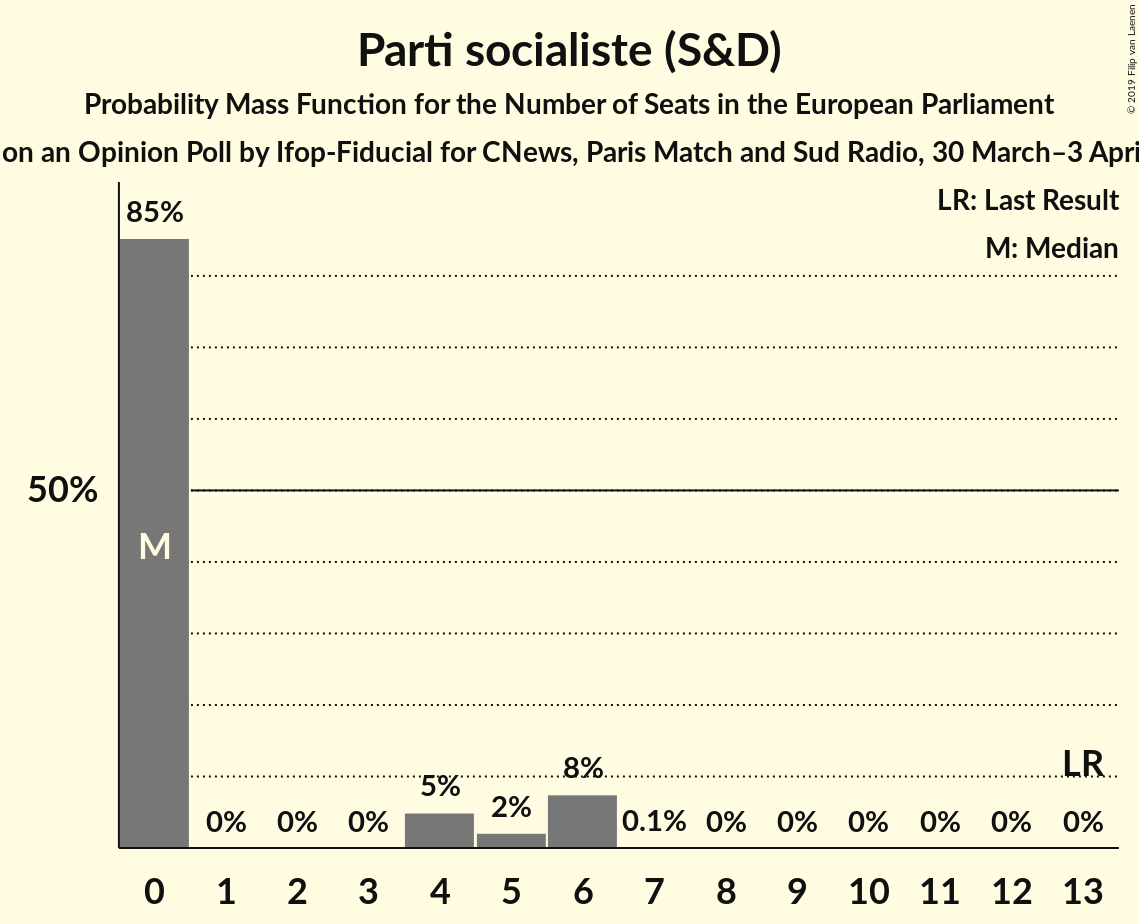 Parti socialiste (S&D)
Probability Mass Function for the Number of Seats in the European Parliament
on an Opinion Poll by Ifop-Fiducial for CNews, Paris Match and Sud Radio, 30 March–3 Apri
© 2019 Filip van Laenen
LR: Last Result
M: Median
85%
50%
M
LR
5%
2%
8%
0% 0% 0% 0.1% 0% 0% 0% 0% 0% 0%
0 1 2 3 4 5 6 7 8 9 10 11 12 13